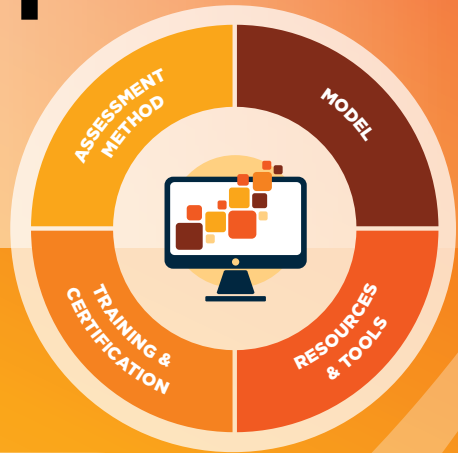 ASSESSMENT
METHOD
MODEL
TRAINING &
CERTIFICATION
RESOURCES
& TOOLS